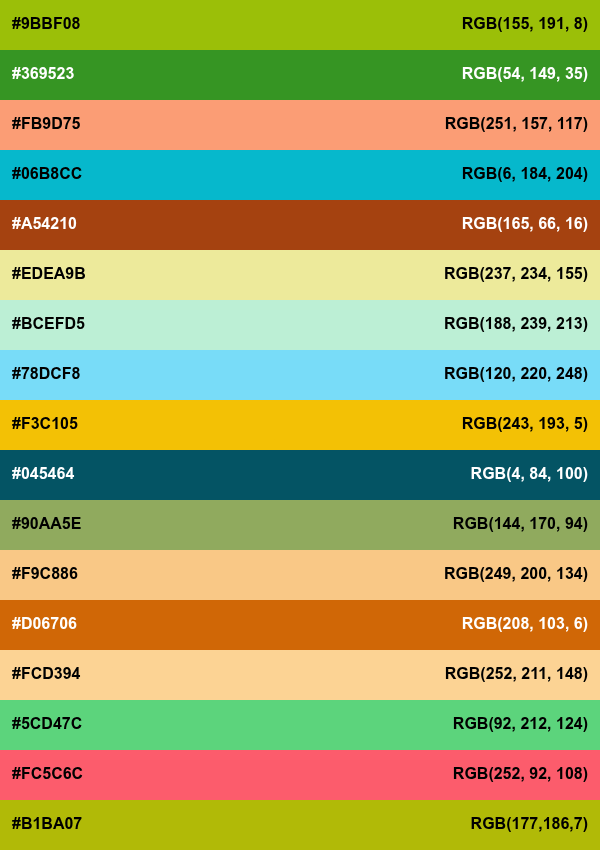 #9BBF08 RGB(155, 191, 8)
#369523 RGB(54, 149, 35)
#FB9D75 RGB(251, 157, 117)
#06B8CC RGB(6, 184, 204)
#A54210 RGB(165, 66, 16)
#EDEA9B RGB(237, 234, 155)
#BCEFD5 RGB(188, 239, 213)
#78DCF8 RGB(120, 220, 248)
#F3C105 RGB(243, 193, 5)
#045464 RGB(4, 84, 100)
#90AA5E RGB(144, 170, 94)
#F9C886 RGB(249, 200, 134)
#D06706 RGB(208, 103, 6)
#FCD394 RGB(252, 211, 148)
#5CD47C RGB(92, 212, 124)
#FC5C6C RGB(252, 92, 108)
#B1BA07 RGB(177,186,7)